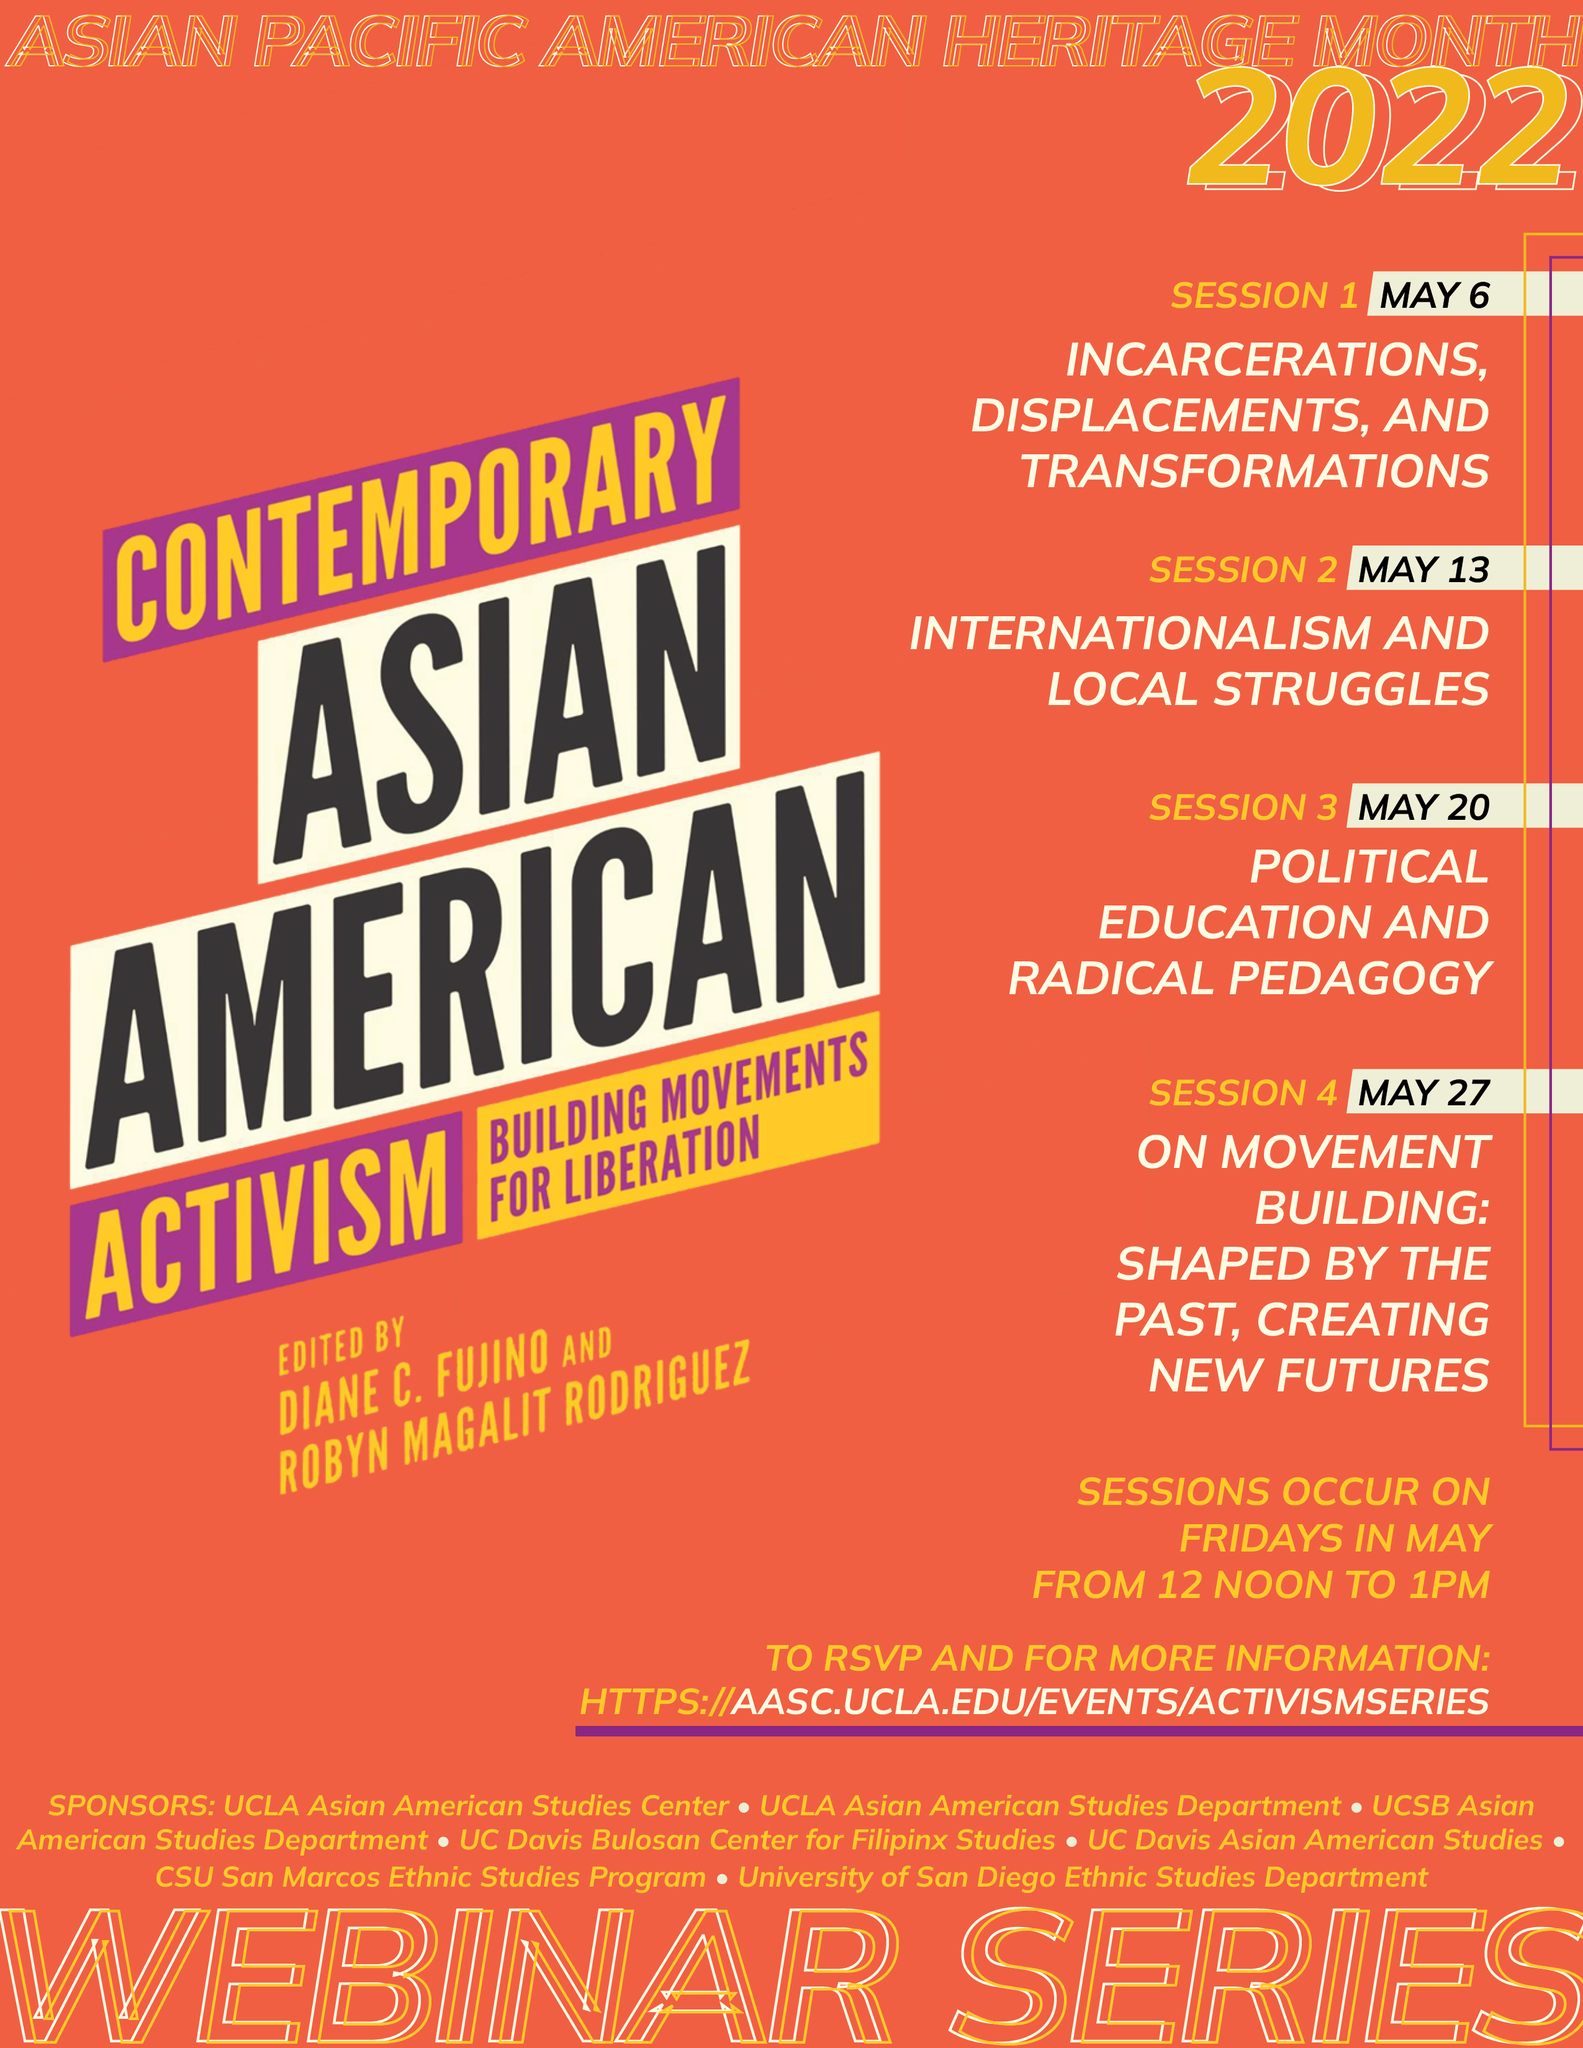 ASIAN PACIFIC AMERICAN HERITAGE MONTH
2022
CONTEMPORARY
ASIAN
AMERICAN
ACTIVISM
BUILDING MOVEMENTS
FOR LIBERATION
EDITED BY
DIANE C. FUJINO AND
ROBYN MAGALIT RODRIGUEZ
SESSION 1 MAY 6
INCARCERATIONS,
DISPLACEMENTS, AND
TRANSFORMATIONS
SESSION 2 MAY 13
INTERNATIONALISM AND
LOCAL STRUGGLES
SESSION 3 MAY 20
POLITICAL
EDUCATION AND
RADICAL PEDAGOGY
SESSION 4 MAY 27
ON MOVEMENT
BUILDING:
SHAPED BY THE
PAST, CREATING
NEW FUTURES
SESSIONS OCCUR ON
FRIDAYS IN MAY
FROM 12 NOON TO 1PM
TO RSVP AND FOR MORE INFORMATION:
HTTPS://AASC.UCLA.EDU/EVENTS/ACTIVISMSERIES
SPONSORS: UCLA Asian American Studies Center • UCLA Asian American Studies Department • UCSB Asian
American Studies Department • UC Davis Bulosan Center for Filipinx Studies • UC Davis Asian American Studies •
CSU San Marcos Ethnic Studies Program • University of San Diego Ethnic Studies Department
WEBINAR SERIES